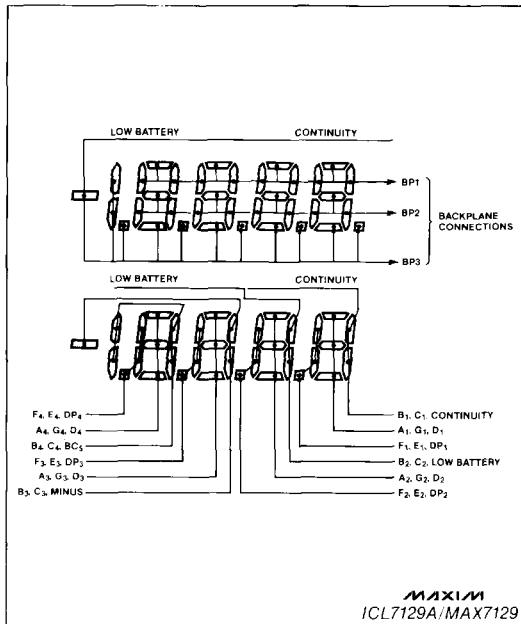 LOW BATTERY CONTINUITY
BP1
BP2
BACKPLANE
CONNECTIONS
BP3
LOW BATTERY CONTINUITY
F4, E4, DP4
A4, G4, D4
B4, C4, BC5
F3, E3, DP3
A3, G3, D3
B3, C3, MINUS
B1, C1, CONTINUITY
A1, G1, D1
F1, E1, DP1
B2, C2, LOW BATTERY
A2, G2, D2
F2, E2, DP2
MAXIM
ICL7129A/MAX7129